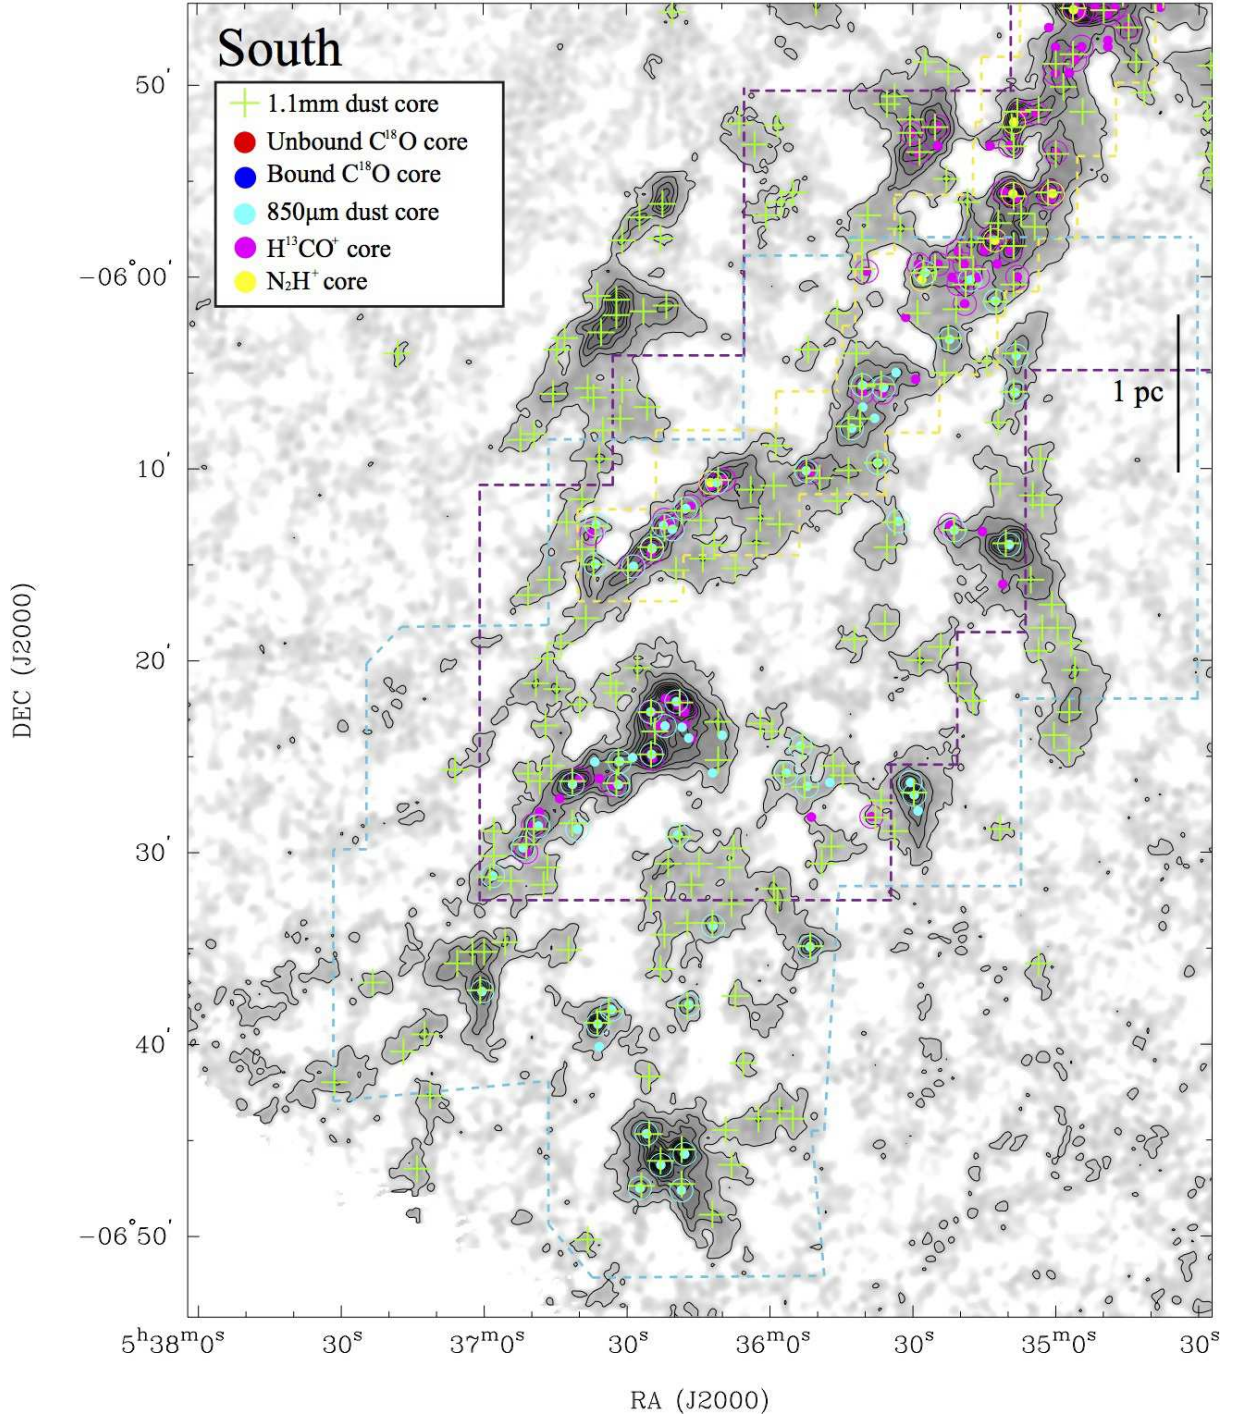 South
1.1mm dust core
Unbound C¹⁸O core
Bound C¹⁸O core
850μm dust core
H¹³CO⁺ core
N₂H⁺ core
1 pc
50′
−06°00′
10′
20′
30′
40′
−06°50′
DEC (J2000)
5ʰ38ᵐ0ˢ
30ˢ
37ᵐ0ˢ
30ˢ
36ᵐ0ˢ
30ˢ
35ᵐ0ˢ
30ˢ
RA (J2000)